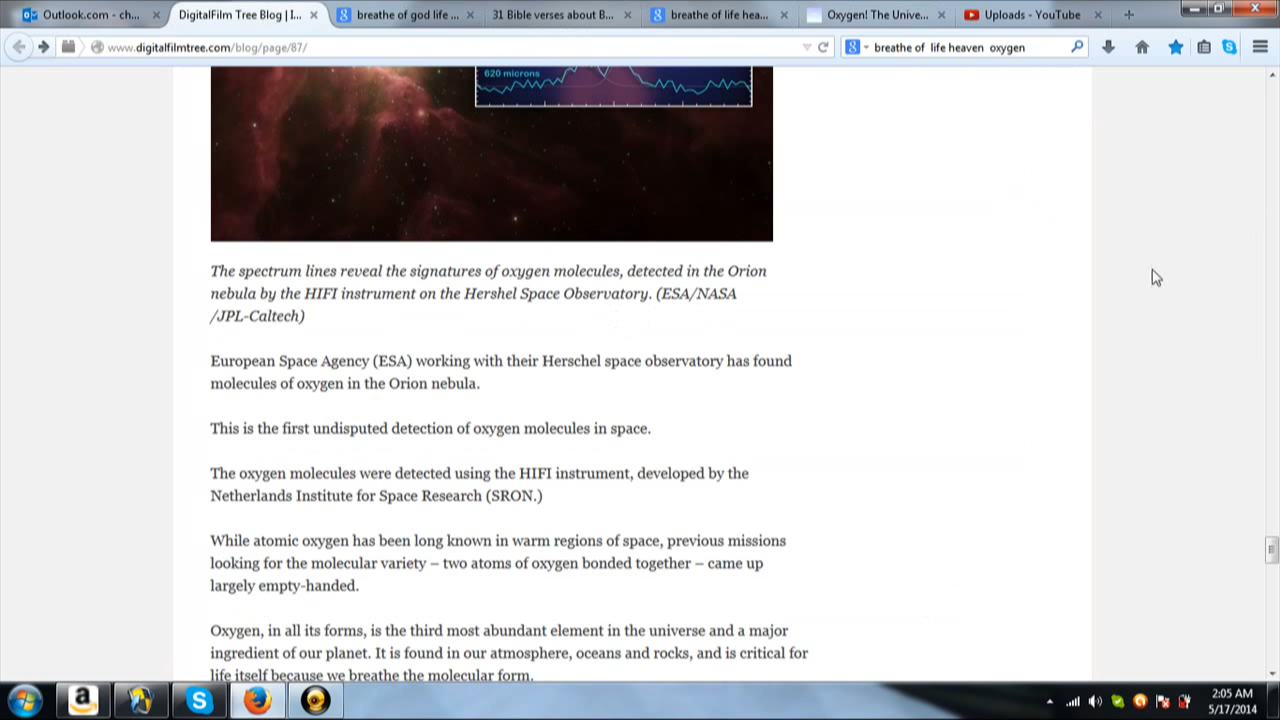 Outlook.com - ch...
DigitalFilm Tree Blog | I...
breathe of god life ...
31 Bible verses about B...
breathe of life hea...
Oxygen! The Unive...
Uploads - YouTube
www.digitalfilmtree.com/blog/page/87/
breathe of life heaven oxygen
620 microns
The spectrum lines reveal the signatures of oxygen molecules, detected in the Orion
nebula by the HIFI instrument on the Hershel Space Observatory. (ESA/NASA
/JPL-Caltech)
European Space Agency (ESA) working with their Herschel space observatory has found
molecules of oxygen in the Orion nebula.
This is the first undisputed detection of oxygen molecules in space.
The oxygen molecules were detected using the HIFI instrument, developed by the
Netherlands Institute for Space Research (SRON.)
While atomic oxygen has been long known in warm regions of space, previous missions
looking for the molecular variety – two atoms of oxygen bonded together – came up
largely empty-handed.
Oxygen, in all its forms, is the third most abundant element in the universe and a major
ingredient of our planet. It is found in our atmosphere, oceans and rocks, and is critical for
life itself because we breathe the molecular form.
2:05 AM
5/17/2014